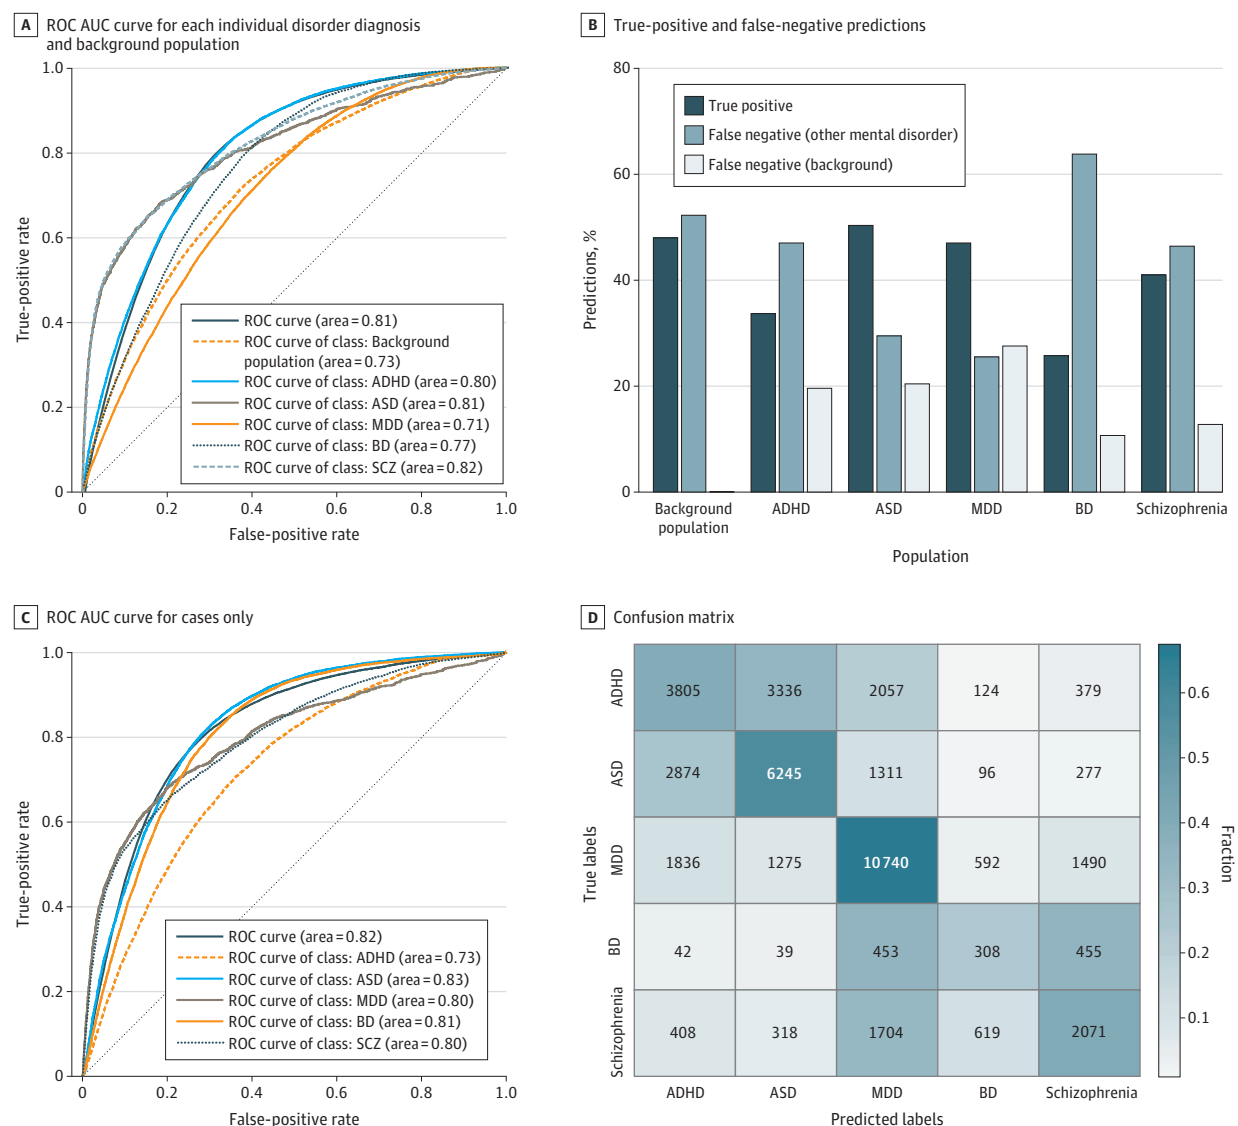 A ROC AUC curve for each individual disorder diagnosis
and background population
1.0
0.8
0.6
0.4
0.2
0
True-positive rate
ROC curve (area=0.81)
ROC curve of class: Background
population (area=0.73)
ROC curve of class: ADHD (area=0.80)
ROC curve of class: ASD (area=0.81)
ROC curve of class: MDD (area=0.71)
ROC curve of class: BD (area=0.77)
ROC curve of class: SCZ (area=0.82)
0 0.2 0.4 0.6 0.8 1.0
False-positive rate
B True-positive and false-negative predictions
80
60
40
20
0
Predictions, %
True positive
False negative (other mental disorder)
False negative (background)
Background
population
ADHD
ASD
MDD
BD
Schizophrenia
Population
C ROC AUC curve for cases only
1.0
0.8
0.6
0.4
0.2
0
True-positive rate
ROC curve (area=0.82)
ROC curve of class: ADHD (area=0.73)
ROC curve of class: ASD (area=0.83)
ROC curve of class: MDD (area=0.80)
ROC curve of class: BD (area=0.81)
ROC curve of class: SCZ (area=0.80)
0 0.2 0.4 0.6 0.8 1.0
False-positive rate
D Confusion matrix
True labels
ADHD 3805 3336 2057 124 379
ASD 2874 6245 1311 96 277
MDD 1836 1275 10740 592 1490
BD 42 39 453 308 455
Schizophrenia 408 318 1704 619 2071
ADHD ASD MDD BD Schizophrenia
Predicted labels
0.6
0.5
0.4
0.3
0.2
0.1
Fraction